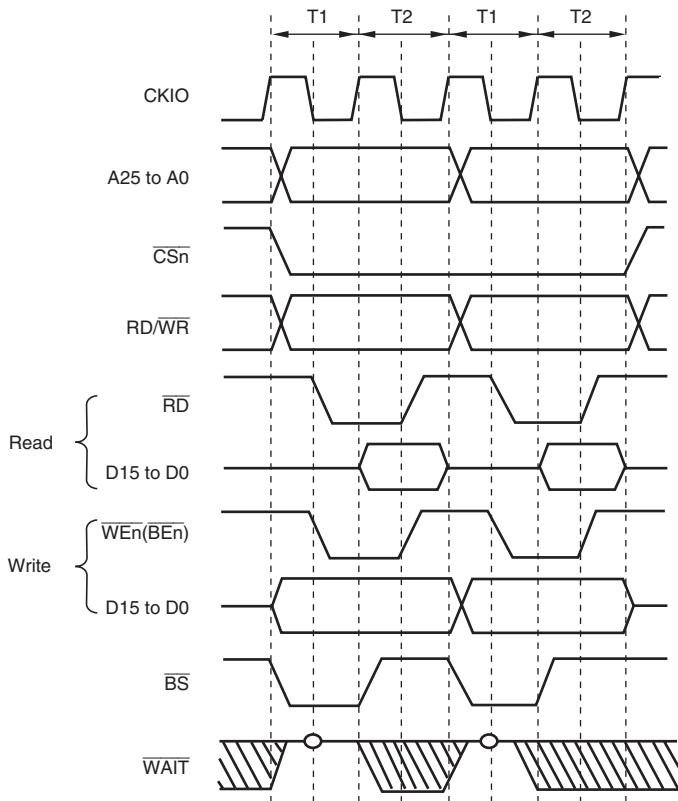 T1 T2 T1 T2
CKIO
A25 to A0
CSn
RD/WR
RD
Read
D15 to D0
WEn(BEn)
Write
D15 to D0
BS
WAIT